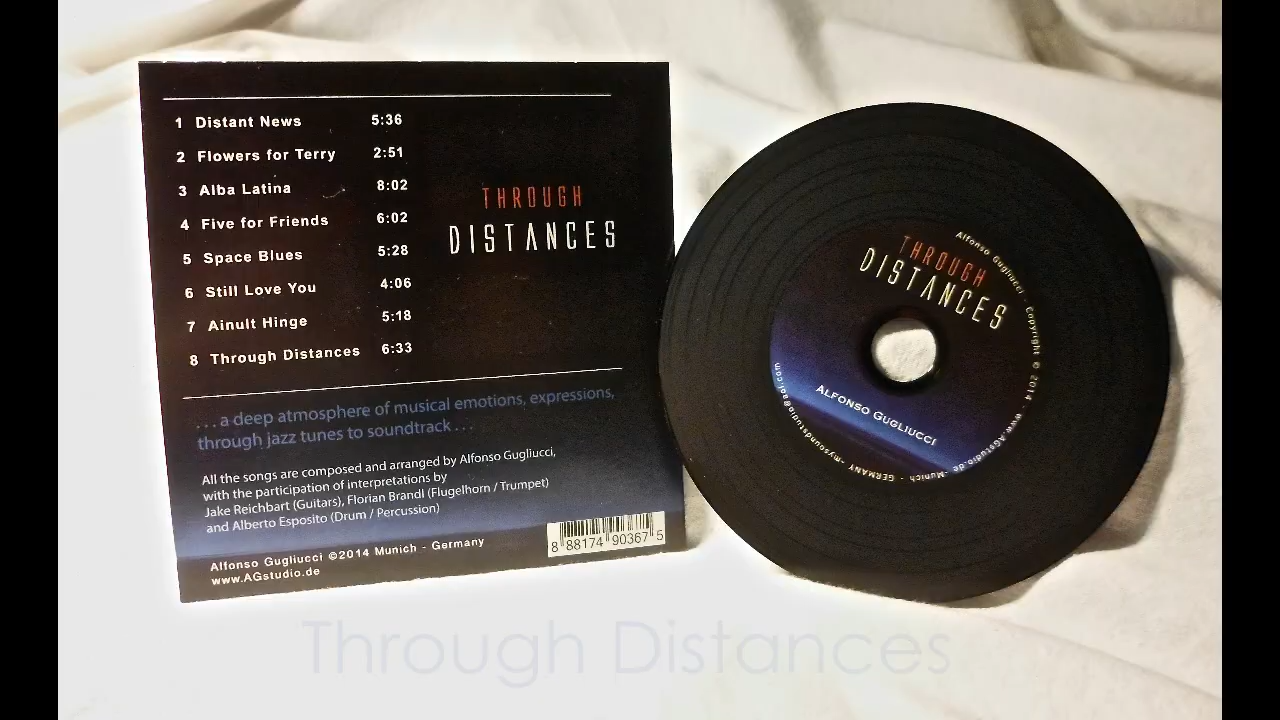 1 Distant News 5:36
2 Flowers for Terry 2:51
3 Alba Latina 8:02
4 Five for Friends 6:02
5 Space Blues 5:28
6 Still Love You 4:06
7 Ainult Hinge 5:18
8 Through Distances 6:33
THROUGH
DISTANCES
. . . a deep atmosphere of musical emotions, expressions,
through jazz tunes to soundtrack . . .
All the songs are composed and arranged by Alfonso Gugliucci,
with the participation of interpretations by
Jake Reichbart (Guitars), Florian Brandl (Flugelhorn / Trumpet)
and Alberto Esposito (Drum / Percussion)
Alfonso Gugliucci ©2014 Munich - Germany
www.AGstudio.de
8 88174 90367 5
THROUGH
DISTANCES
ALFONSO GUGLIUCCI
Alfonso Gugliucci - Copyright © 2014 - www.AGstudio.de - Munich - GERMANY - mysoundstudio@aol.com
Through Distances